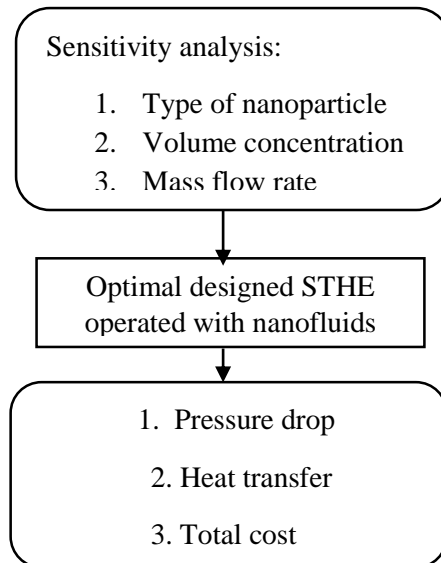 Sensitivity analysis:
1. Type of nanoparticle
2. Volume concentration
3. Mass flow rate
Optimal designed STHE
operated with nanofluids
1. Pressure drop
2. Heat transfer
3. Total cost